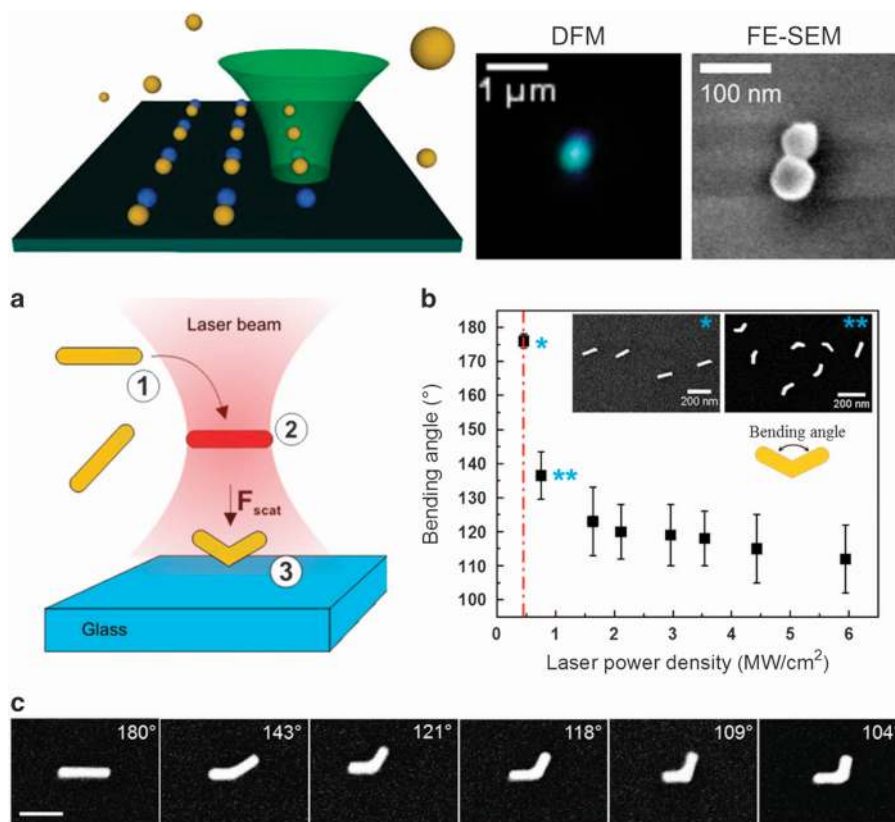 DFM
FE-SEM
1 µm
100 nm
a
Laser beam
1
2
F scat
3
Glass
b
180
170
160
150
140
130
120
110
100
Bending angle (°)
*
**
*
**
200 nm
200 nm
Bending angle
0 1 2 3 4 5 6
Laser power density (MW/cm²)
c
180°
143°
121°
118°
109°
104